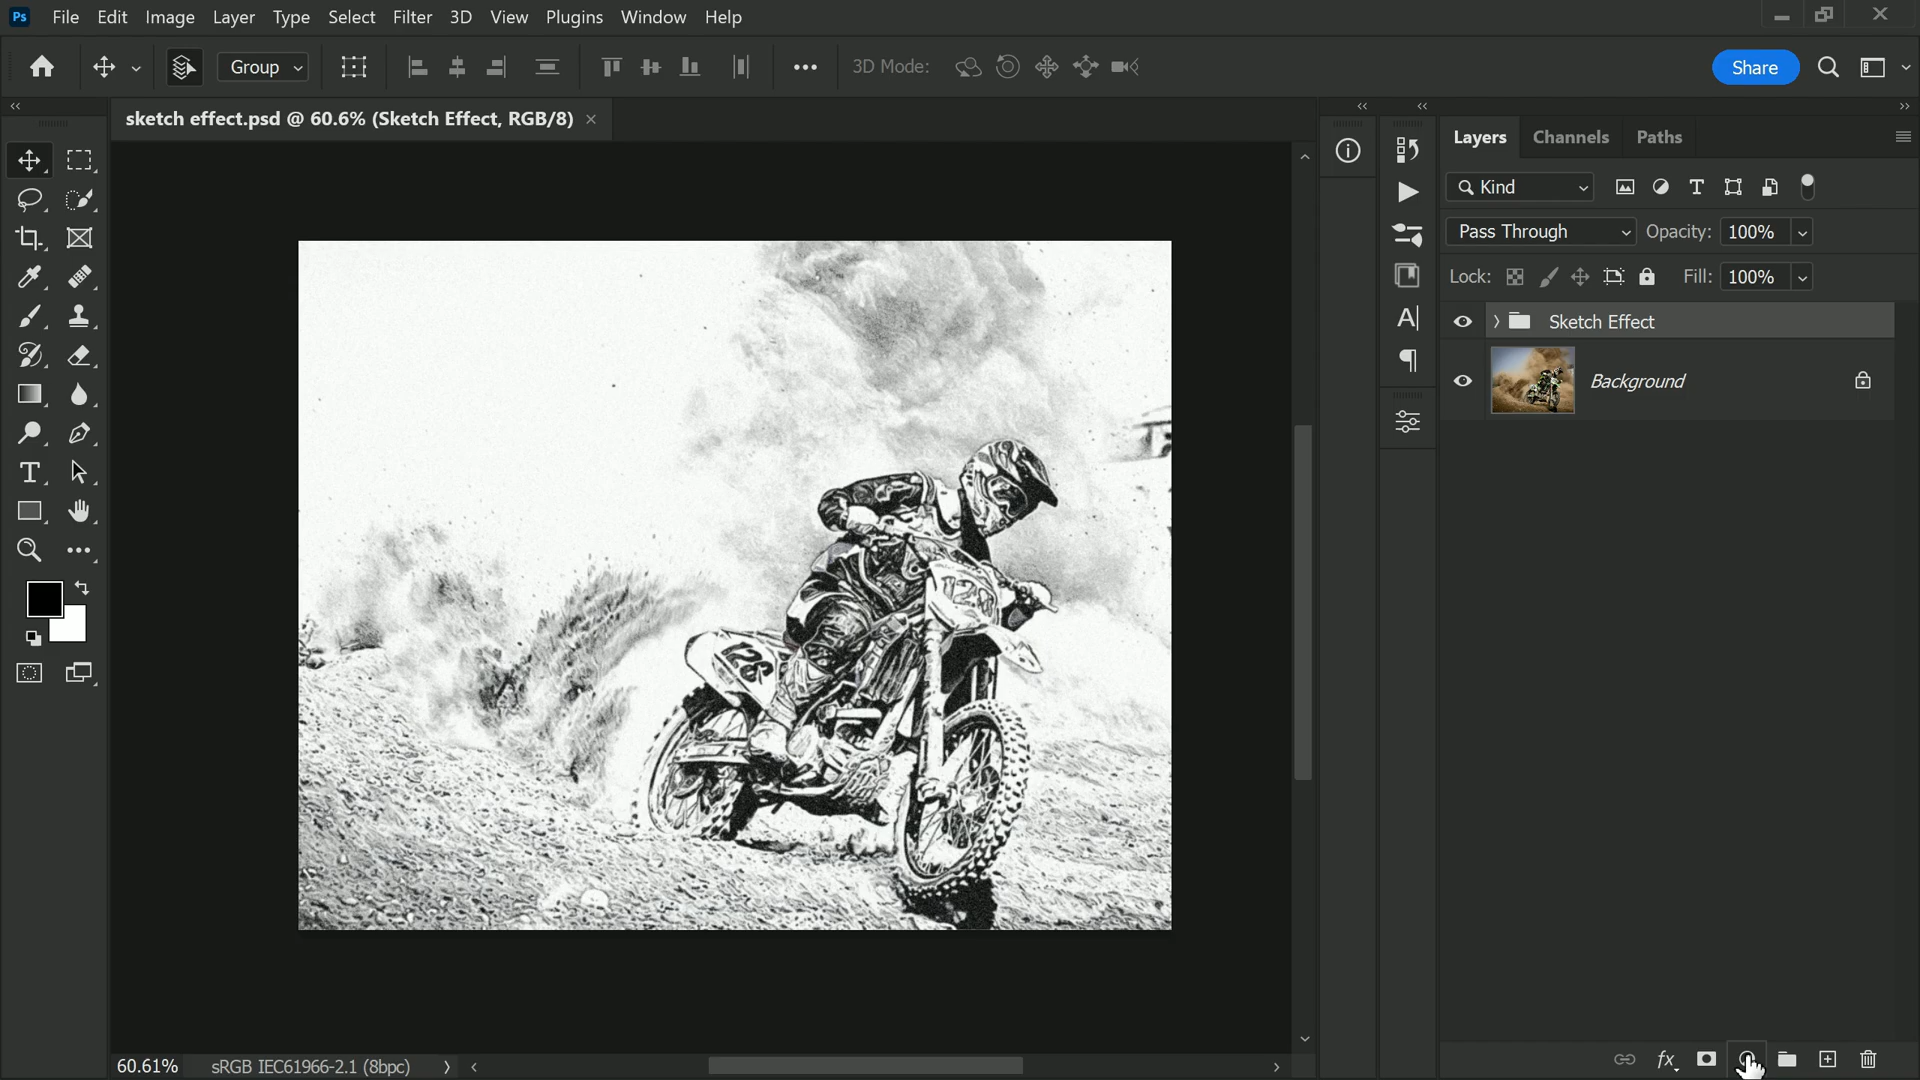 Ps File Edit Image Layer Type Select Filter 3D View Plugins Window Help
Group 3D Mode: Share
sketch effect.psd @ 60.6% (Sketch Effect, RGB/8)
Layers Channels Paths
Kind
Pass Through Opacity: 100%
Lock: Fill: 100%
Sketch Effect
Background
126
60.61% sRGB IEC61966-2.1 (8bpc)
fx